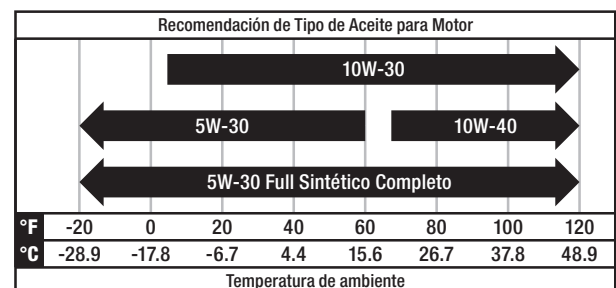 Recomendación de Tipo de Aceite para Motor
10W-30
5W-30 10W-40
5W-30 Full Sintético Completo
°F -20 0 20 40 60 80 100 120
°C -28.9 -17.8 -6.7 4.4 15.6 26.7 37.8 48.9
Temperatura de ambiente